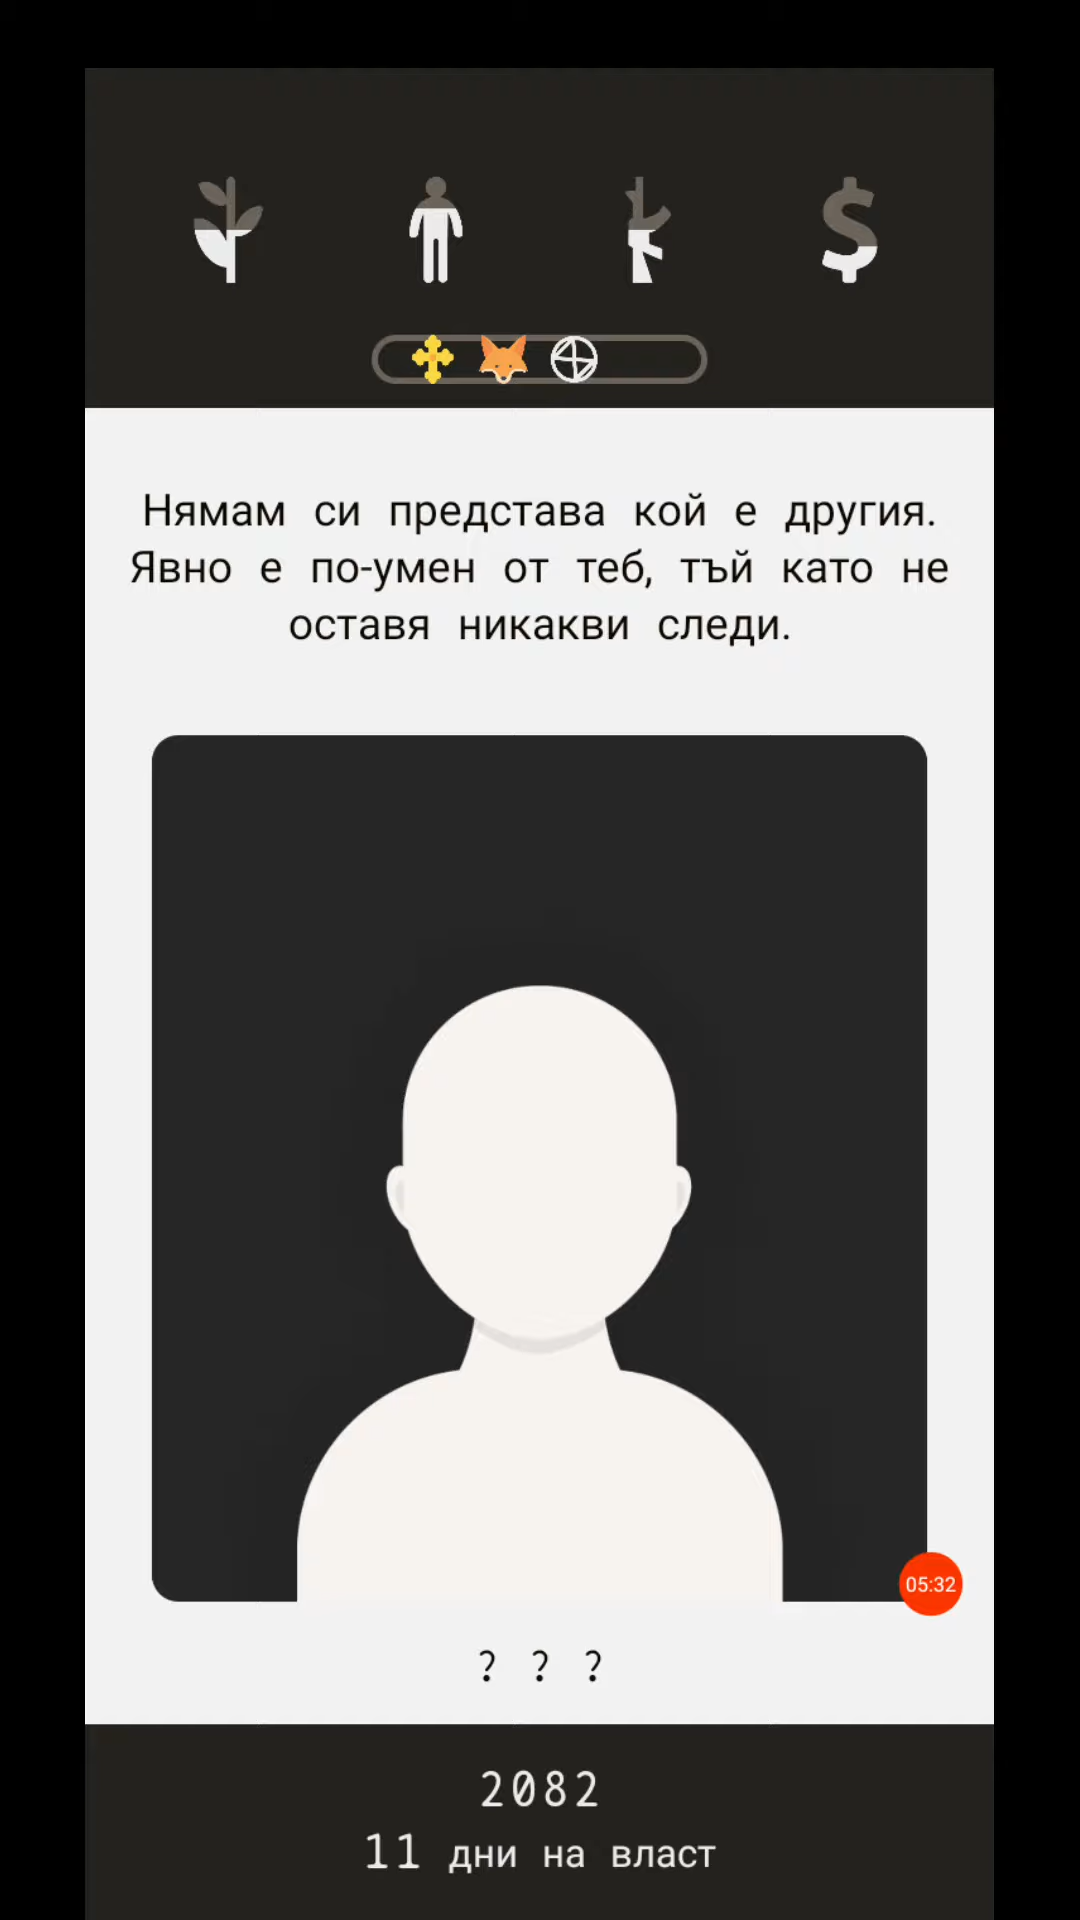 Нямам си представа кой е другия.
Явно е по-умен от теб, тъй като не
оставя никакви следи.
05:32
? ? ?
2082
11 дни на власт